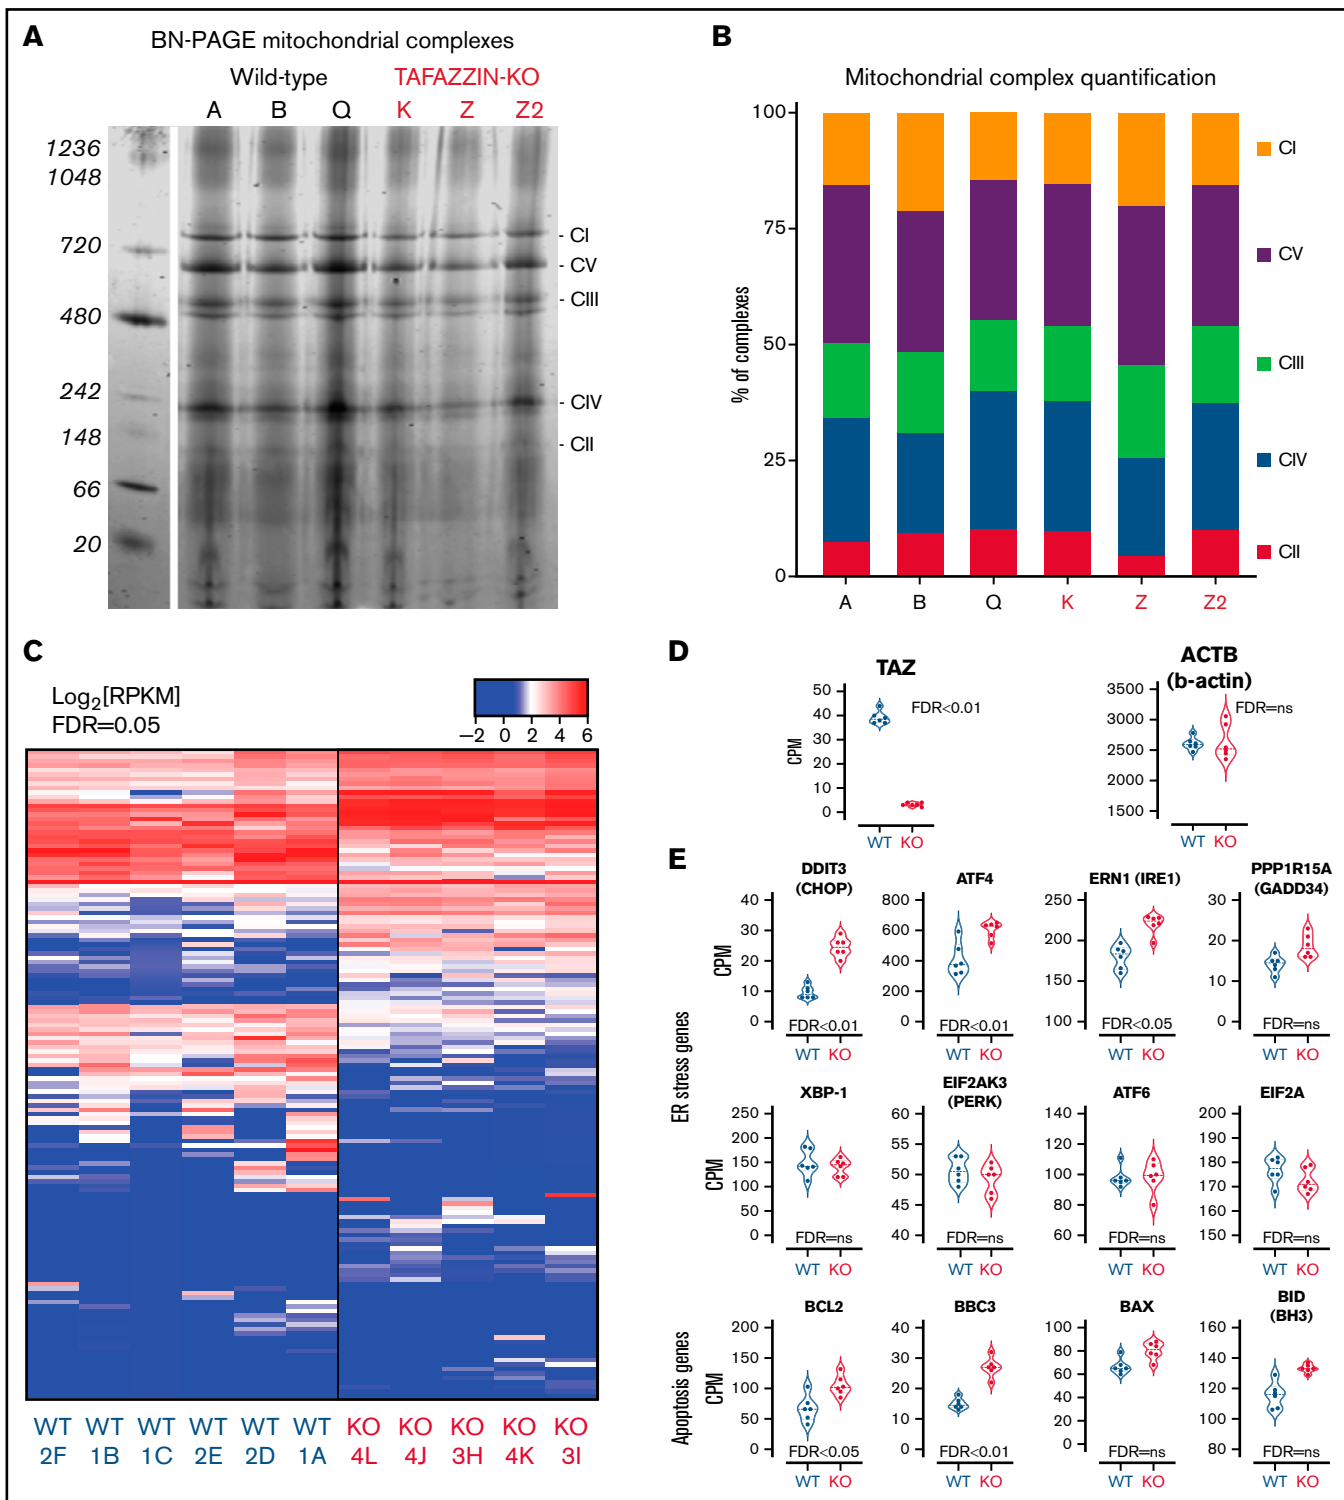 A
BN-PAGE mitochondrial complexes
Wild-type TAFAZZIN-KO
A B Q K Z Z2
1236
1048
720
480
242
148
66
20
- CI
- CV
- CIII
- CIV
- CII
B
Mitochondrial complex quantification
% of complexes
100
75
50
25
0
A B Q K Z Z2
CI
CV
CIII
CIV
CII
C
Log2[RPKM]
FDR=0.05
−2 0 2 4 6
WT WT WT WT WT WT KO KO KO KO KO
2F 1B 1C 2E 2D 1A 4L 4J 3H 4K 3I
D
TAZ
CPM
50
40
30
20
10
0
FDR<0.01
WT KO
ACTB
(b-actin)
3500
3000
2500
2000
1500
FDR=ns
WT KO
E
ER stress genes
DDIT3
(CHOP)
CPM
40
30
20
10
0
FDR<0.01
WT KO
ATF4
800
600
400
200
0
FDR<0.01
WT KO
ERN1 (IRE1)
250
200
150
100
FDR<0.05
WT KO
PPP1R15A
(GADD34)
30
20
10
0
FDR=ns
WT KO
XBP-1
CPM
250
200
150
100
50
0
FDR=ns
WT KO
EIF2AK3
(PERK)
60
55
50
45
40
FDR=ns
WT KO
ATF6
140
120
100
80
60
FDR=ns
WT KO
EIF2A
200
190
180
170
160
150
FDR=ns
WT KO
Apoptosis genes
BCL2
CPM
200
150
100
50
0
FDR<0.05
WT KO
BBC3
40
30
20
10
0
FDR<0.01
WT KO
BAX
100
80
60
40
20
0
FDR=ns
WT KO
BID
(BH3)
160
140
120
100
80
FDR=ns
WT KO